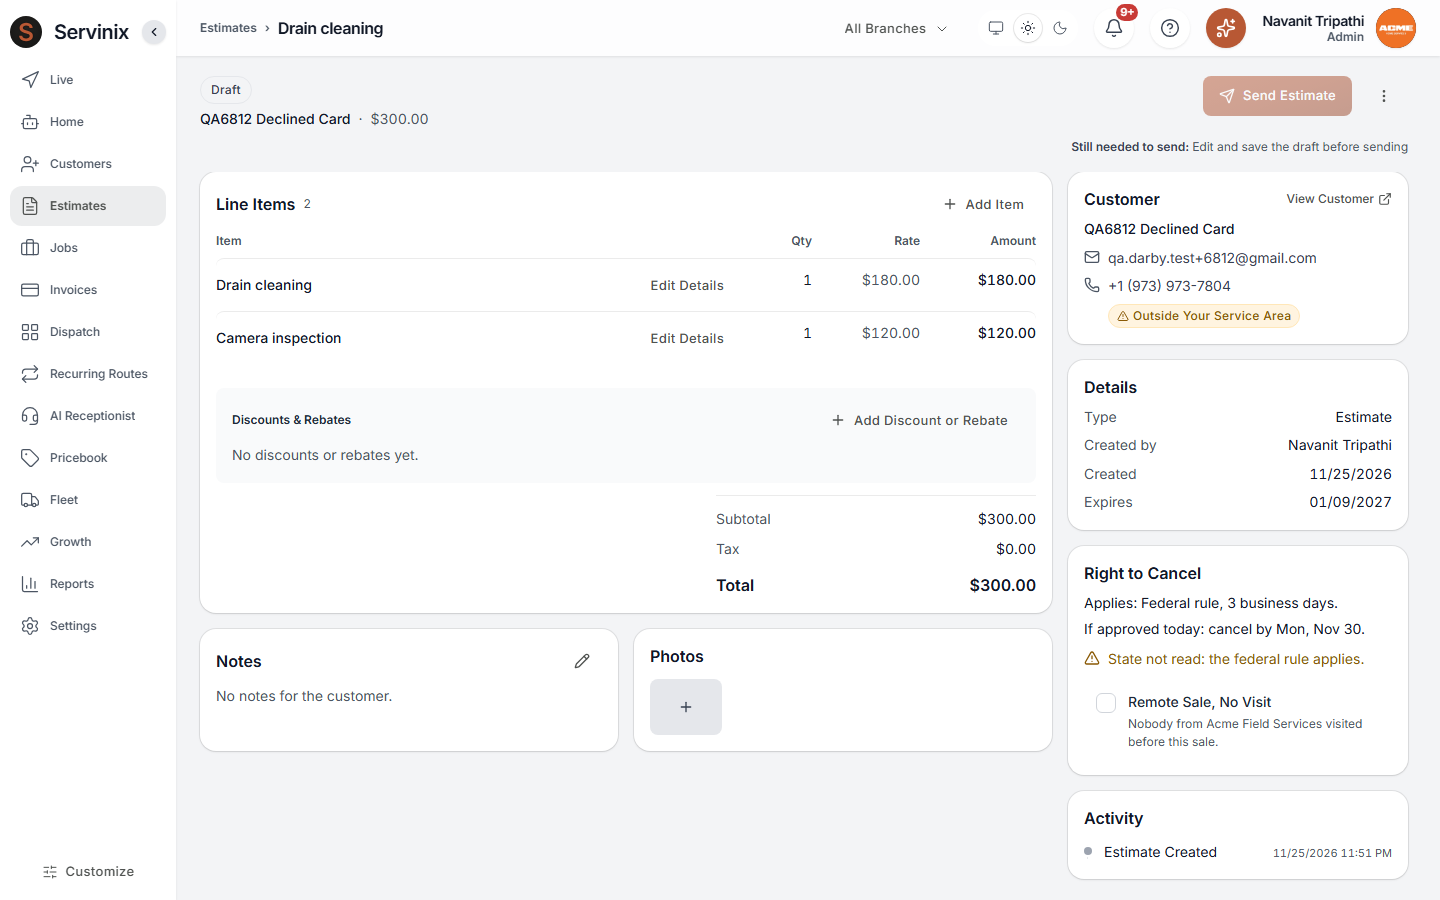 Servinix
Estimates › Drain cleaning
All Branches
9+
Navanit Tripathi
Admin
ACME
Live
Home
Customers
Estimates
Jobs
Invoices
Dispatch
Recurring Routes
AI Receptionist
Pricebook
Fleet
Growth
Reports
Settings
Customize
Draft
QA6812 Declined Card · $300.00
Send Estimate
Still needed to send: Edit and save the draft before sending
Line Items 2
Add Item
Item Qty Rate Amount
Drain cleaning Edit Details 1 $180.00 $180.00
Camera inspection Edit Details 1 $120.00 $120.00
Discounts & Rebates
Add Discount or Rebate
No discounts or rebates yet.
Subtotal $300.00
Tax $0.00
Total $300.00
Notes
No notes for the customer.
Photos
Customer
View Customer
QA6812 Declined Card
qa.darby.test+6812@gmail.com
+1 (973) 973-7804
Outside Your Service Area
Details
Type Estimate
Created by Navanit Tripathi
Created 11/25/2026
Expires 01/09/2027
Right to Cancel
Applies: Federal rule, 3 business days.
If approved today: cancel by Mon, Nov 30.
State not read: the federal rule applies.
Remote Sale, No Visit
Nobody from Acme Field Services visited
before this sale.
Activity
Estimate Created 11/25/2026 11:51 PM